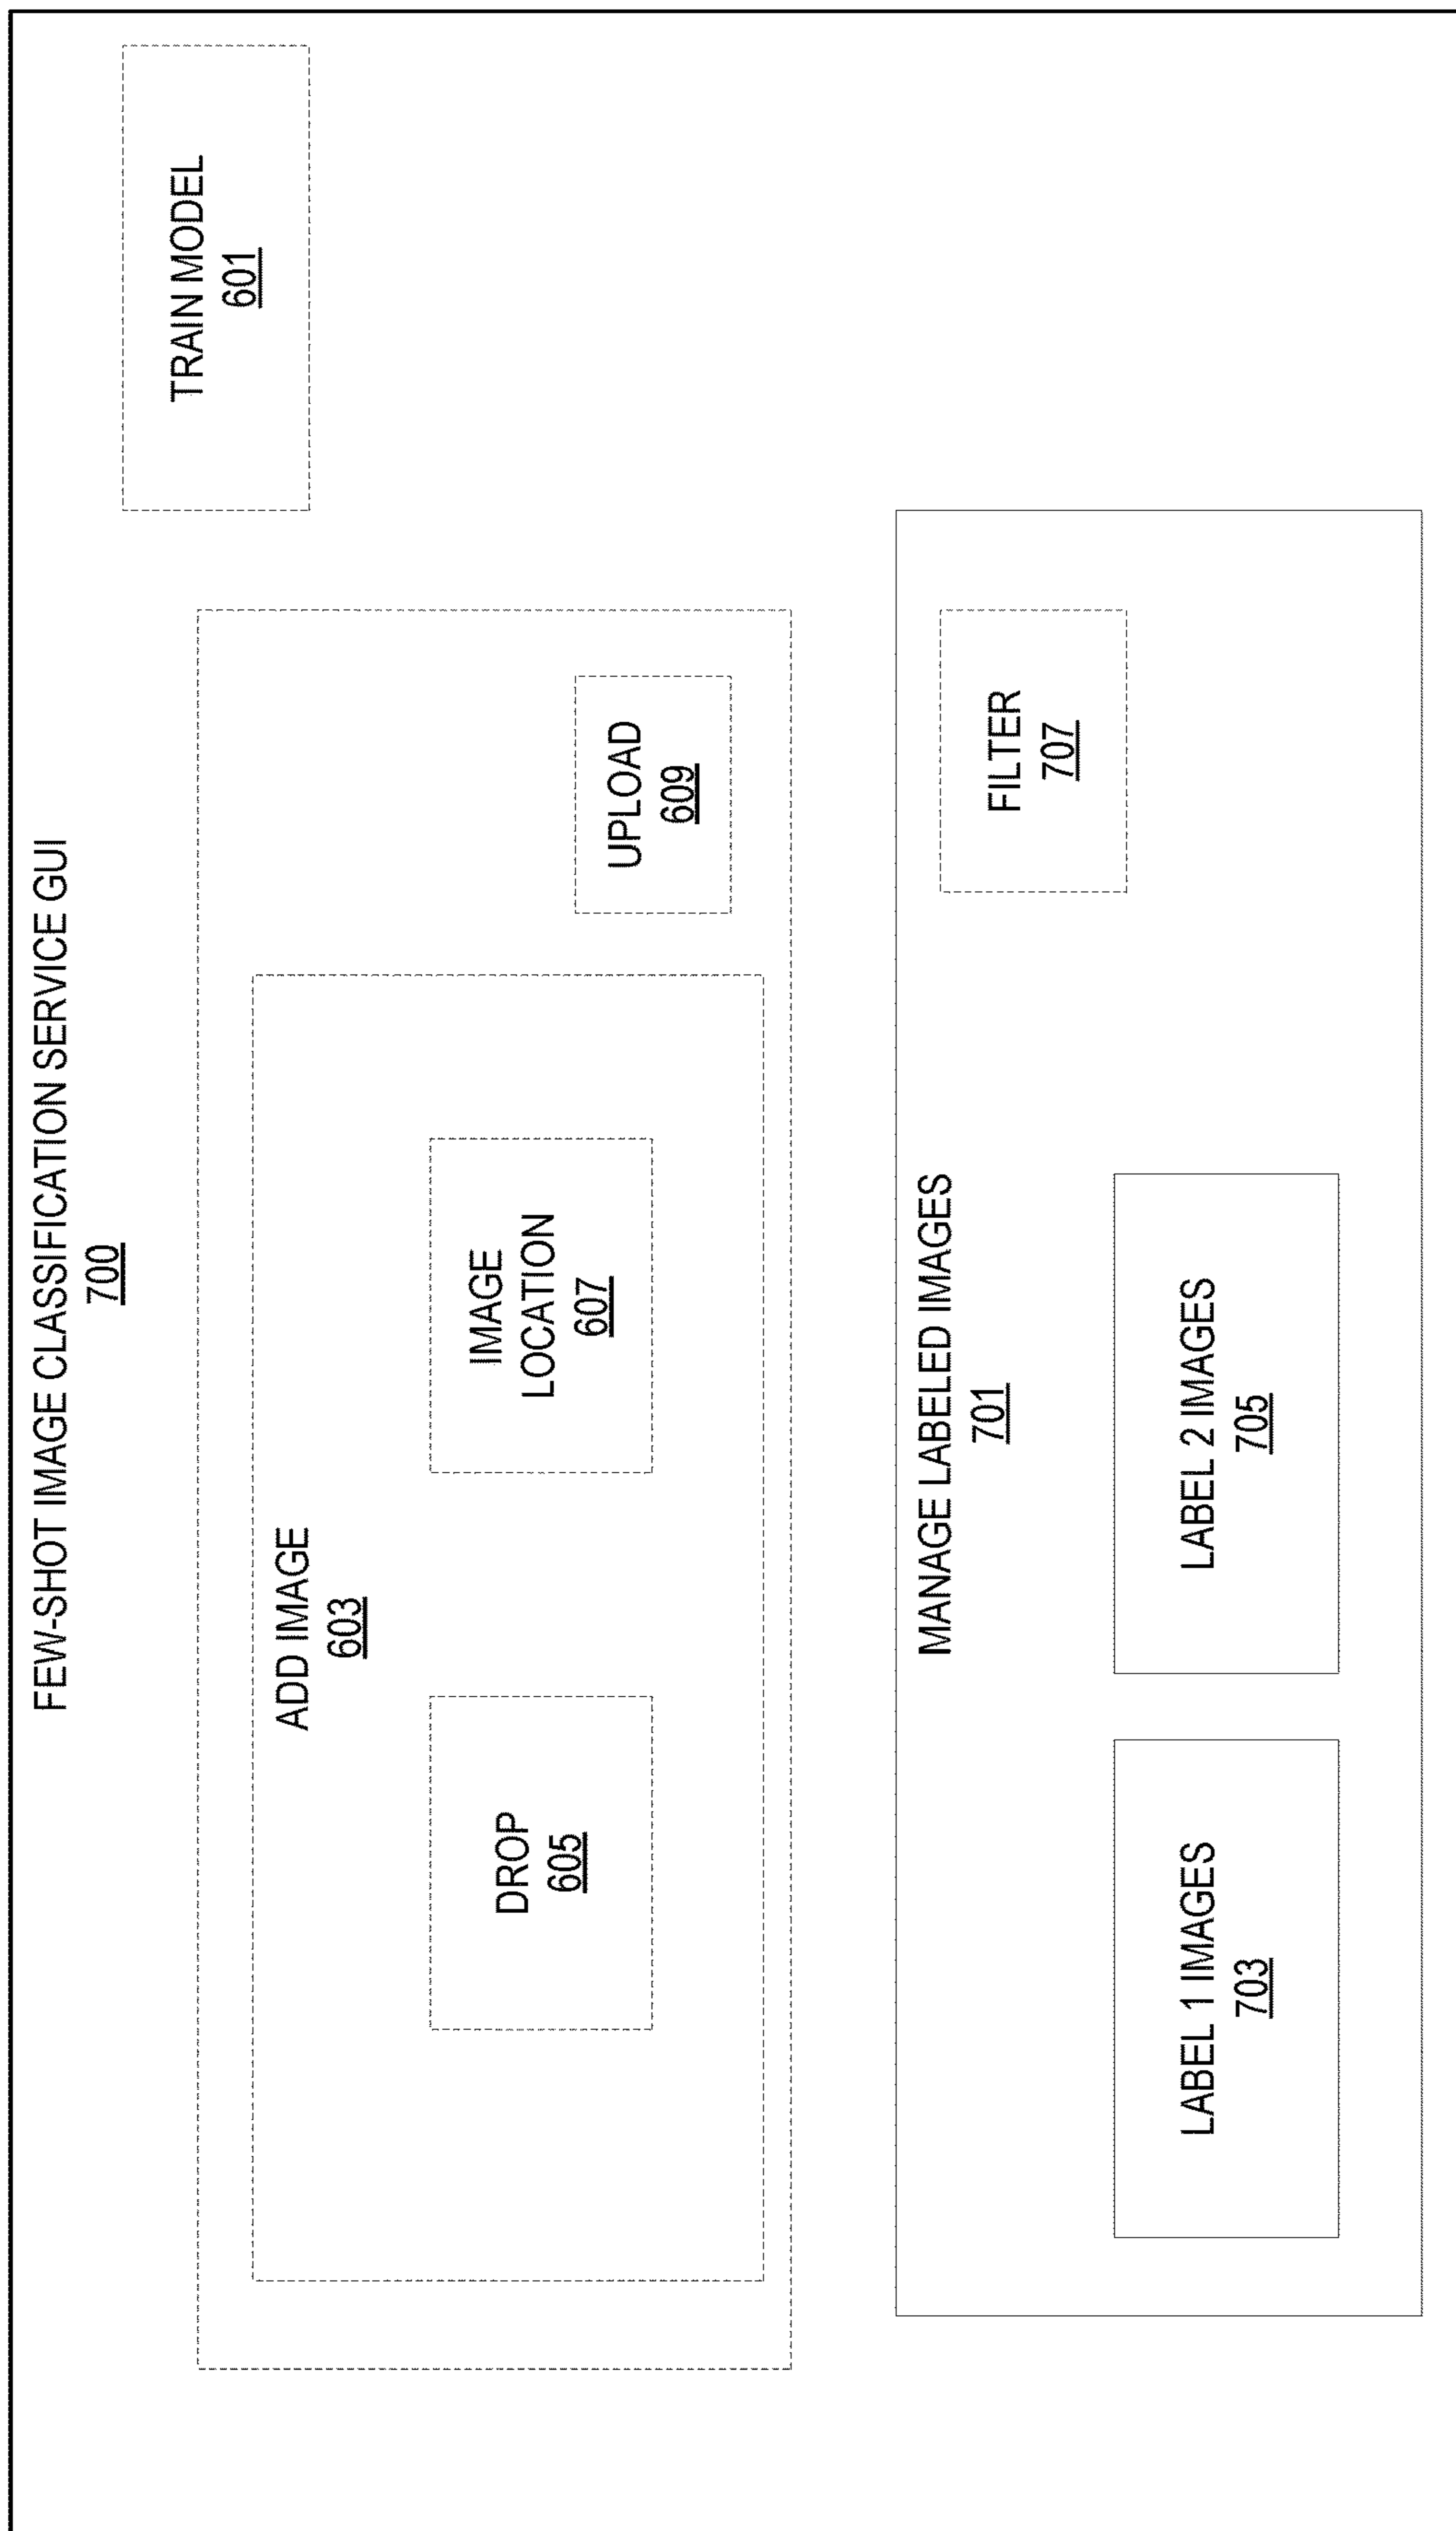 FEW-SHOT IMAGE CLASSIFICATION SERVICE GUI
700
TRAIN MODEL
601
ADD IMAGE
603
DROP
605
IMAGE
LOCATION
607
UPLOAD
609
MANAGE LABELED IMAGES
701
FILTER
707
LABEL 1 IMAGES
703
LABEL 2 IMAGES
705